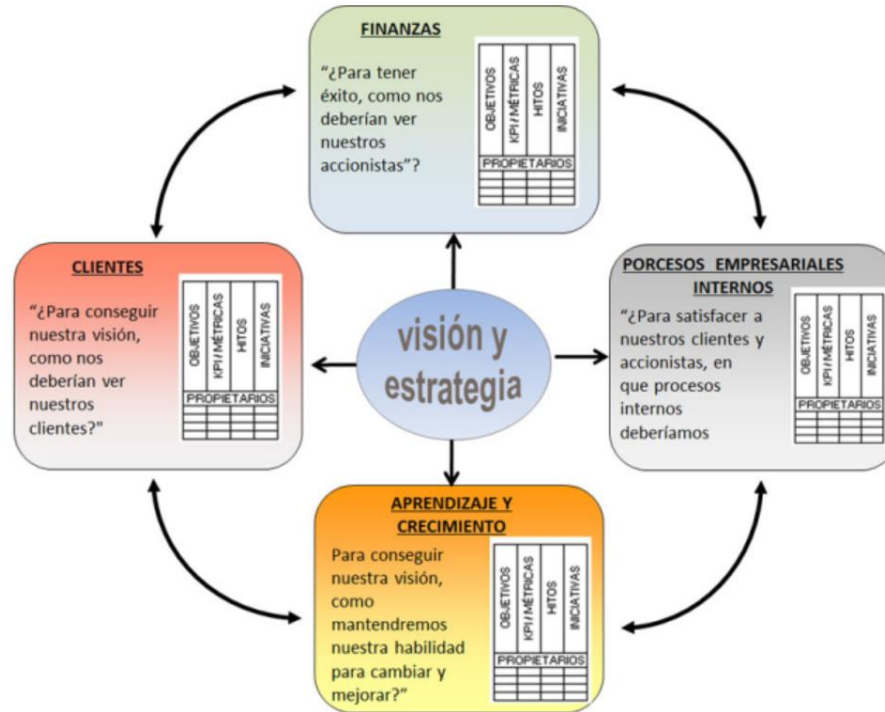 FINANZAS
“¿Para tener
éxito, como nos
deberían ver
nuestros
accionistas”?
OBJETIVOS
KPI / MÉTRICAS
HITOS
INICIATIVAS
PROPIETARIOS
CLIENTES
“¿Para conseguir
nuestra visión,
como nos
deberían ver
nuestros
clientes?"
OBJETIVOS
KPI / MÉTRICAS
HITOS
INICIATIVAS
PROPIETARIOS
visión y
estrategia
PORCESOS EMPRESARIALES
INTERNOS
“¿Para satisfacer a
nuestros clientes y
accionistas, en
que procesos
internos
deberíamos
OBJETIVOS
KPI / MÉTRICAS
HITOS
INICIATIVAS
PROPIETARIOS
APRENDIZAJE Y
CRECIMIENTO
Para conseguir
nuestra visión,
como
mantendremos
nuestra habilidad
para cambiar y
mejorar?”
OBJETIVOS
KPI / MÉTRICAS
HITOS
INICIATIVAS
PROPIETARIOS